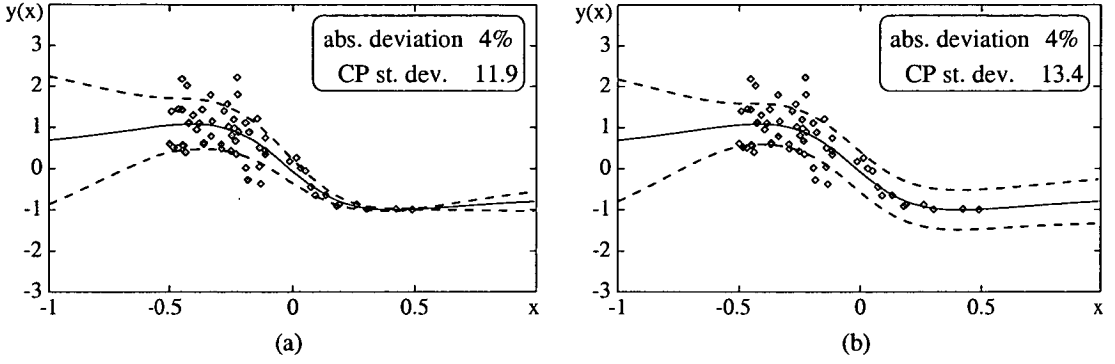 y(x)
3
2
1
0
-1
-2
-3
-1
-0.5
0
0.5
x
abs. deviation 4%
CP st. dev. 11.9
(a)
y(x)
3
2
1
0
-1
-2
-3
-1
-0.5
0
0.5
x
abs. deviation 4%
CP st. dev. 13.4
(b)